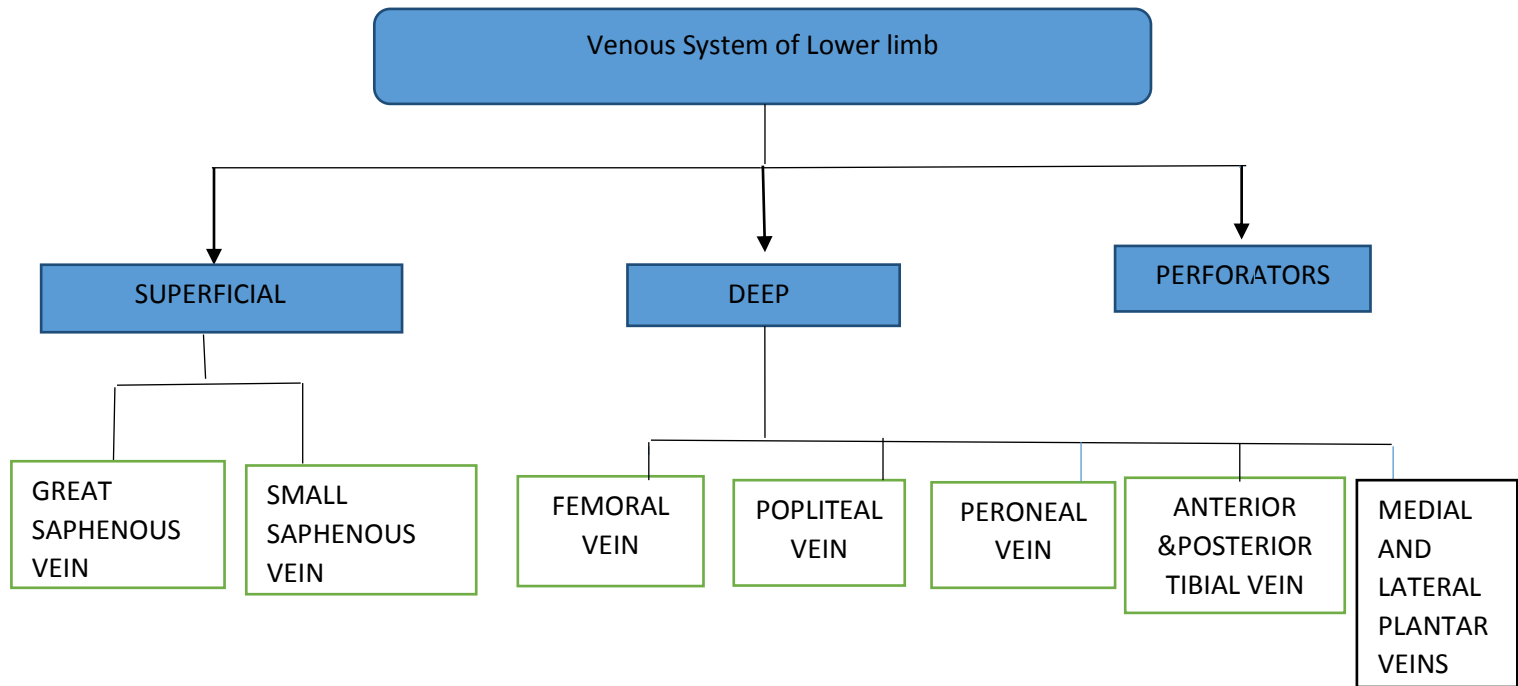 Venous System of Lower limb
SUPERFICIAL
DEEP
PERFORATORS
GREAT
SAPHENOUS
VEIN
SMALL
SAPHENOUS
VEIN
FEMORAL
VEIN
POPLITEAL
VEIN
PERONEAL
VEIN
ANTERIOR
&POSTERIOR
TIBIAL VEIN
MEDIAL
AND
LATERAL
PLANTAR
VEINS